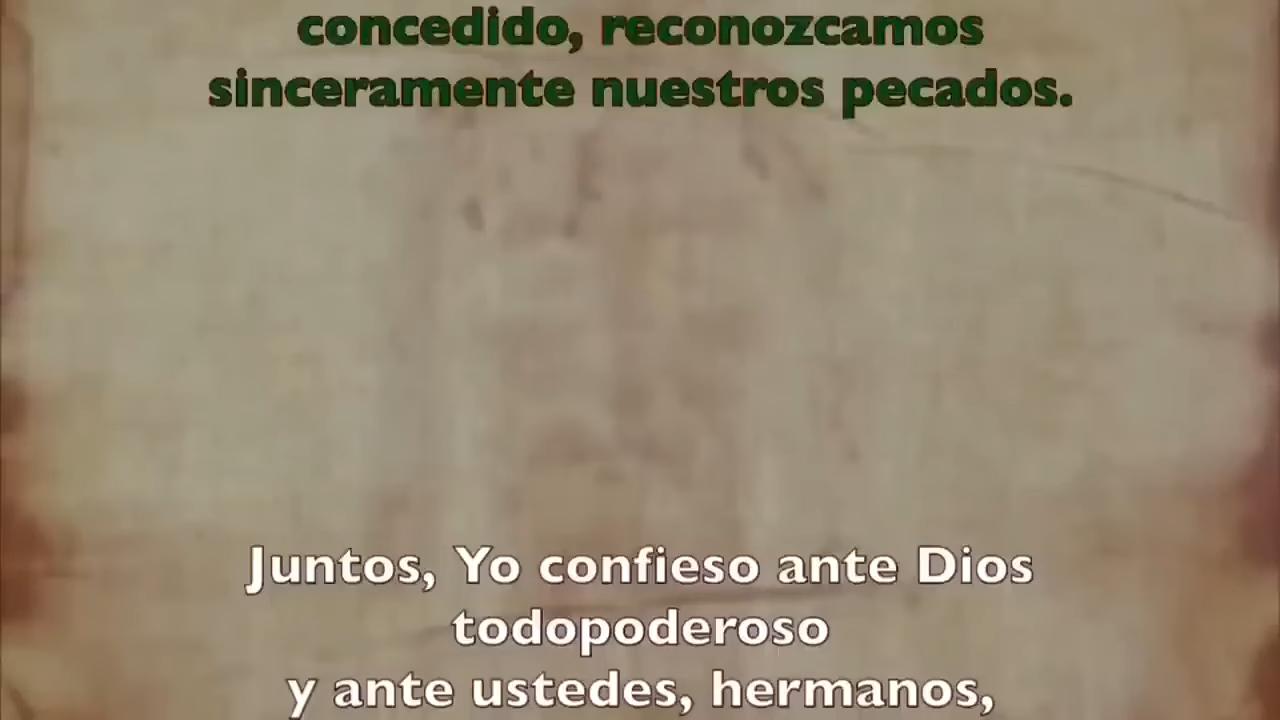 concedido, reconozcamos
sinceramente nuestros pecados.
Juntos, Yo confieso ante Dios
todopoderoso
y ante ustedes, hermanos,